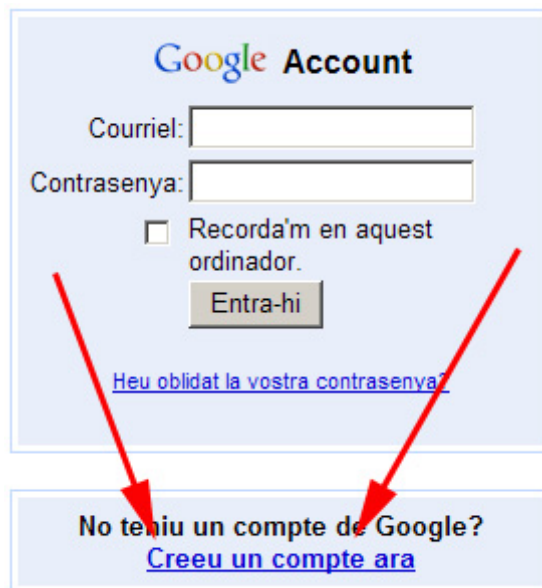 Google Account
Courriel:
Contrasenya:
Recorda'm en aquest
ordinador.
Entra-hi
Heu oblidat la vostra contrasenya?
No teniu un compte de Google?
Creeu un compte ara